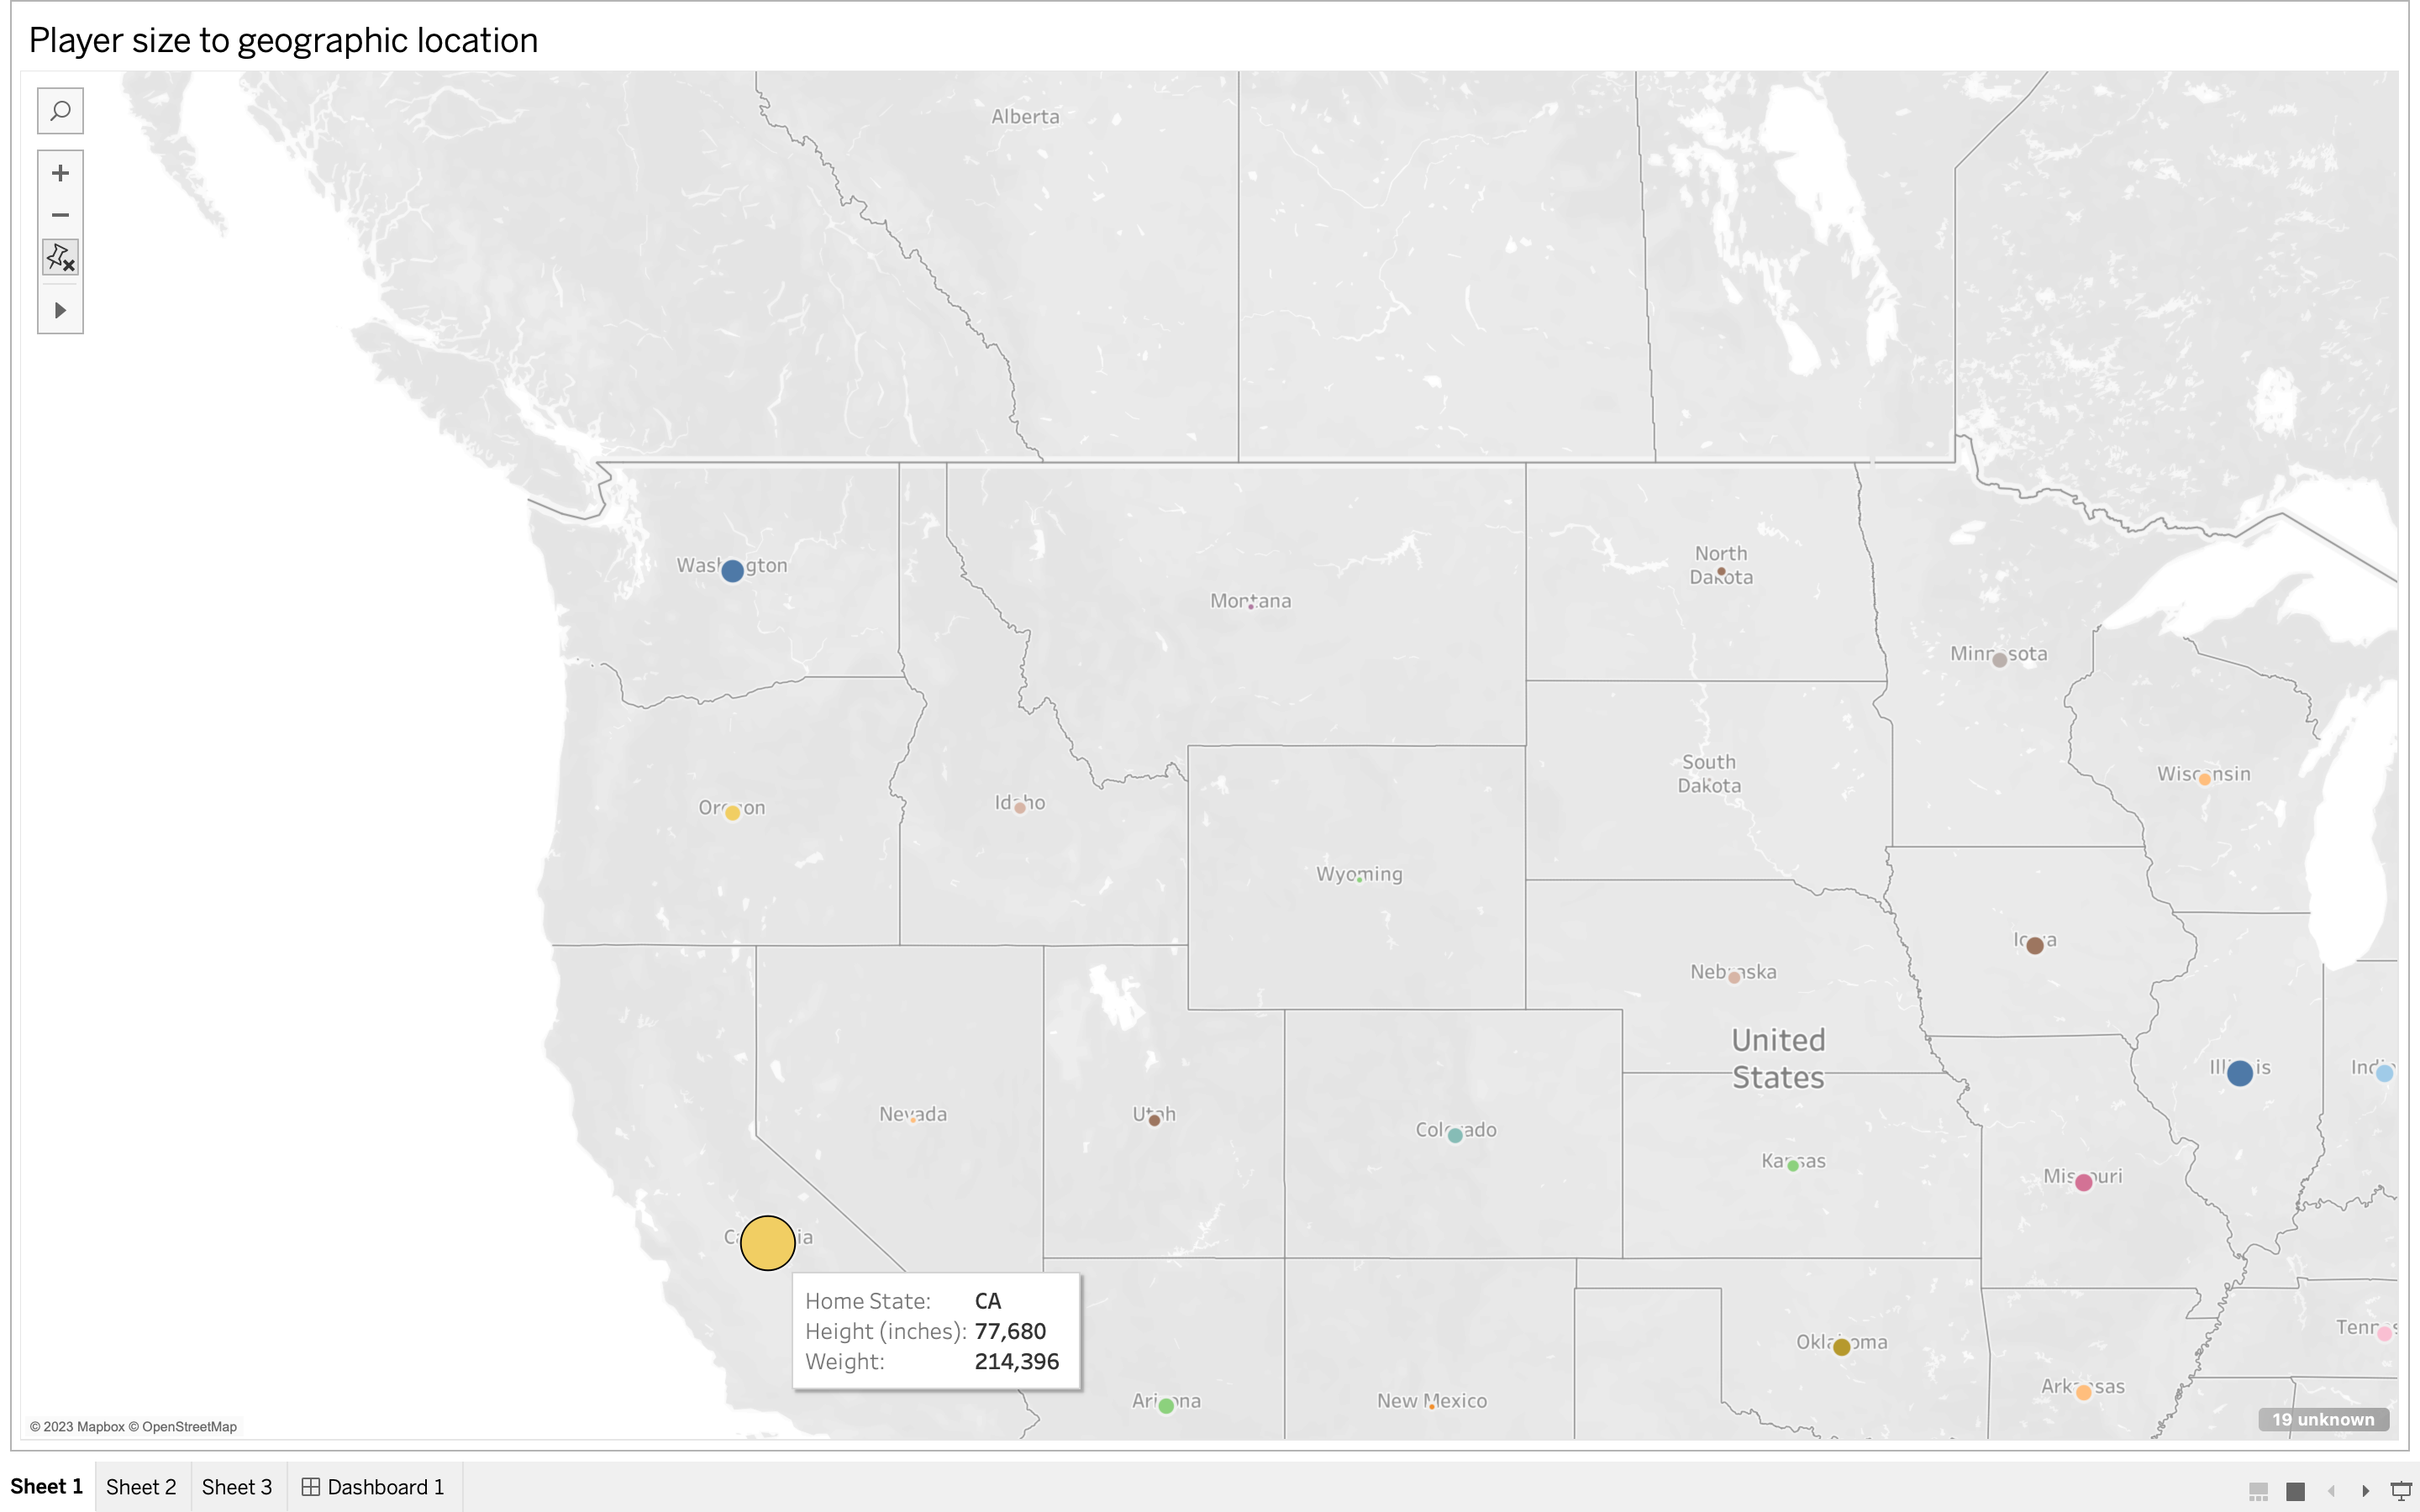 Player size to geographic location
Alberta
Washington
North
Dakota
Montana
Minnesota
South
Dakota
Wisconsin
Oregon
Idaho
Wyoming
Iowa
Nebraska
United
States
Illinois
Nevada
Utah
Colorado
Kansas
Missouri
California
Home State: CA
Height (inches): 77,680
Weight: 214,396
Oklahoma
Arkansas
Arizona
New Mexico
© 2023 Mapbox © OpenStreetMap
19 unknown
Sheet 1 Sheet 2 Sheet 3 Dashboard 1